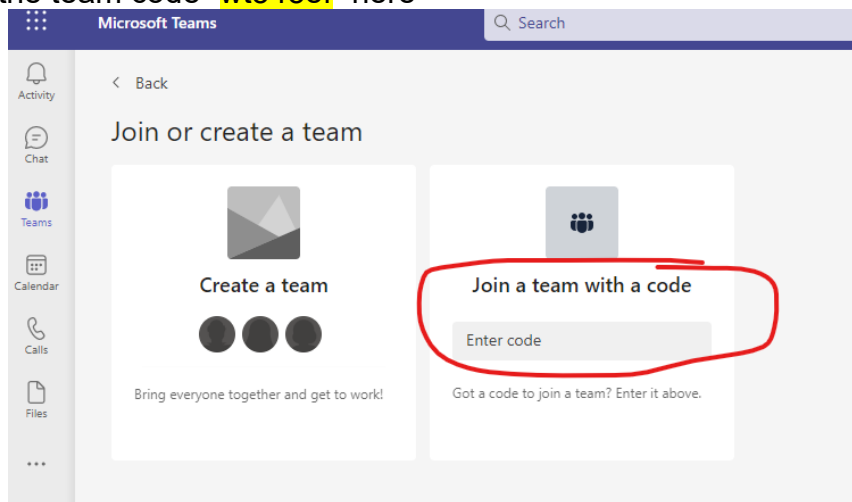 the team code here
Microsoft Teams
Search
Activity
Back
Join or create a team
Chat
Teams
Calendar
Create a team
Join a team with a code
Calls
Enter code
Bring everyone together and get to work!
Got a code to join a team? Enter it above.
Files